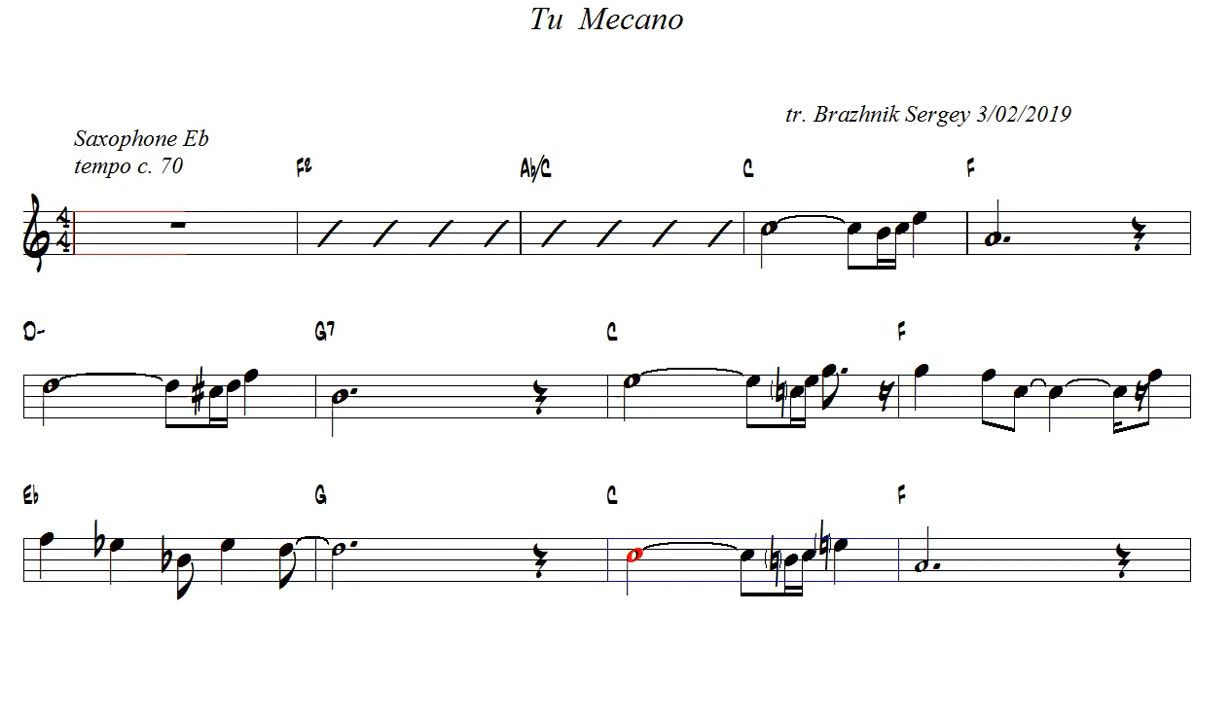 Tu Mecano
tr. Brazhnik Sergey 3/02/2019
Saxophone Eb
tempo c. 70
F2 Ab/C C F
D- G7 C F
Eb G C F